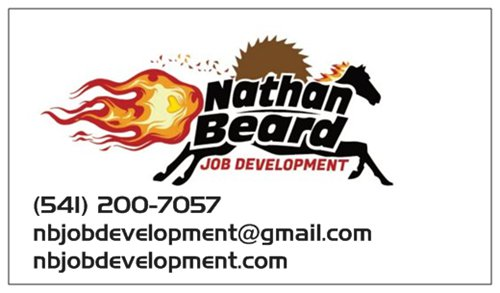 Nathan
Beard
JOB DEVELOPMENT
(541) 200-7057
nbjobdevelopment@gmail.com
nbjobdevelopment.com